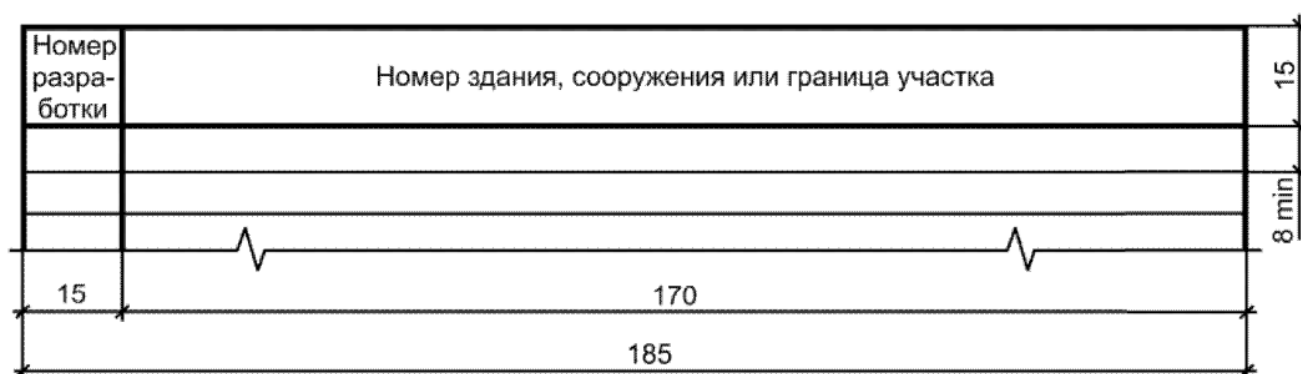 Номер
разра-
ботки
Номер здания, сооружения или граница участка
15
8 min
15
170
185